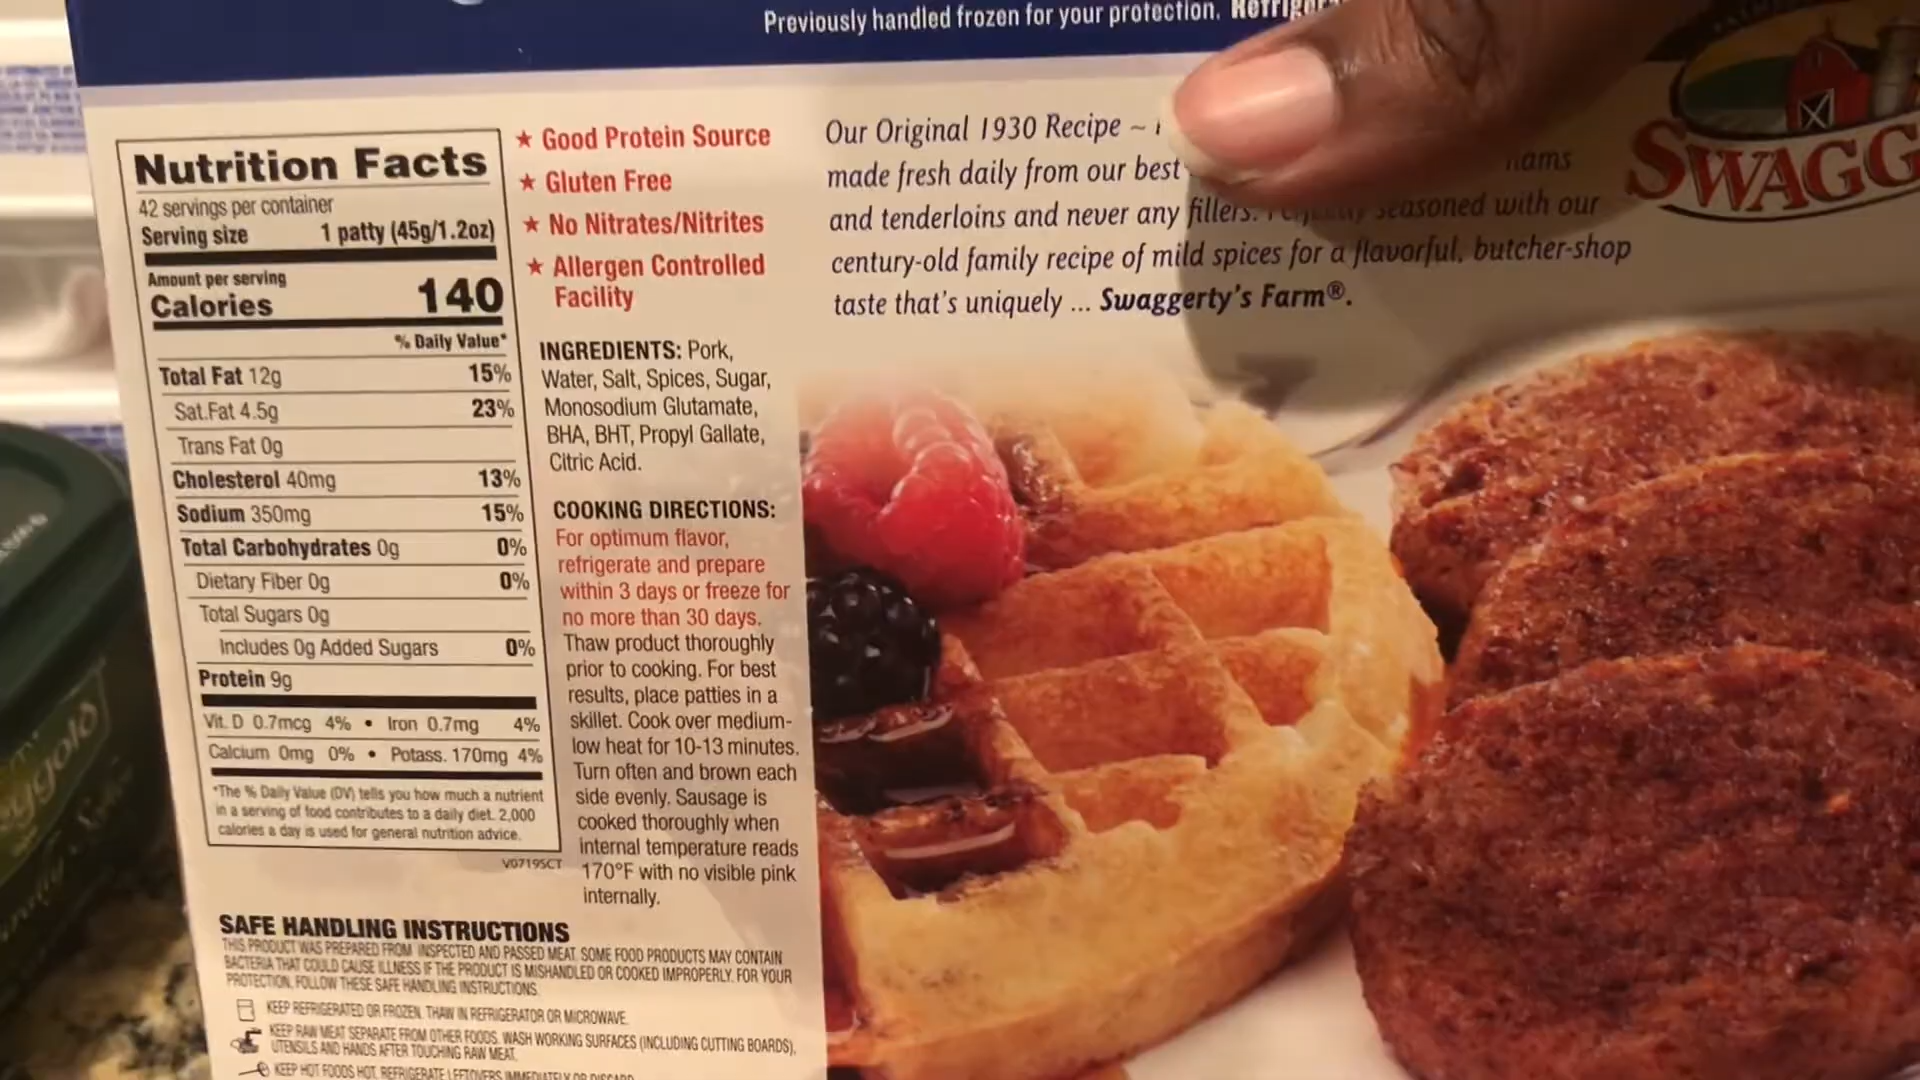 Previously handled frozen for your protection. Refriger
SWAGG
Nutrition Facts
42 servings per container
Serving size 1 patty (45g/1.2oz)
Amount per serving
Calories 140
% Daily Value*
Total Fat 12g 15%
Sat.Fat 4.5g 23%
Trans Fat 0g
Cholesterol 40mg 13%
Sodium 350mg 15%
Total Carbohydrates 0g 0%
Dietary Fiber 0g 0%
Total Sugars 0g
Includes 0g Added Sugars 0%
Protein 9g
Vit. D 0.7mcg 4% • Iron 0.7mg 4%
Calcium 0mg 0% • Potass. 170mg 4%
*The % Daily Value (DV) tells you how much a nutrient
in a serving of food contributes to a daily diet. 2,000
calories a day is used for general nutrition advice.
V0719SCT
★ Good Protein Source
★ Gluten Free
★ No Nitrates/Nitrites
★ Allergen Controlled
Facility
INGREDIENTS: Pork,
Water, Salt, Spices, Sugar,
Monosodium Glutamate,
BHA, BHT, Propyl Gallate,
Citric Acid.
COOKING DIRECTIONS:
For optimum flavor,
refrigerate and prepare
within 3 days or freeze for
no more than 30 days.
Thaw product thoroughly
prior to cooking. For best
results, place patties in a
skillet. Cook over medium-
low heat for 10-13 minutes.
Turn often and brown each
side evenly. Sausage is
cooked thoroughly when
internal temperature reads
170°F with no visible pink
internally.
Our Original 1930 Recipe ~
made fresh daily from our best hams
and tenderloins and never any fillers. seasoned with our
century-old family recipe of mild spices for a flavorful, butcher-shop
taste that's uniquely ... Swaggerty's Farm®.
SAFE HANDLING INSTRUCTIONS
THIS PRODUCT WAS PREPARED FROM INSPECTED AND PASSED MEAT. SOME FOOD PRODUCTS MAY CONTAIN
BACTERIA THAT COULD CAUSE ILLNESS IF THE PRODUCT IS MISHANDLED OR COOKED IMPROPERLY. FOR YOUR
PROTECTION, FOLLOW THESE SAFE HANDLING INSTRUCTIONS.
KEEP REFRIGERATED OR FROZEN. THAW IN REFRIGERATOR OR MICROWAVE.
KEEP RAW MEAT SEPARATE FROM OTHER FOODS. WASH WORKING SURFACES (INCLUDING CUTTING BOARDS),
UTENSILS AND HANDS AFTER TOUCHING RAW MEAT.
KEEP HOT FOODS HOT. REFRIGERATE LEFTOVERS IMMEDIATELY OR DISCARD.